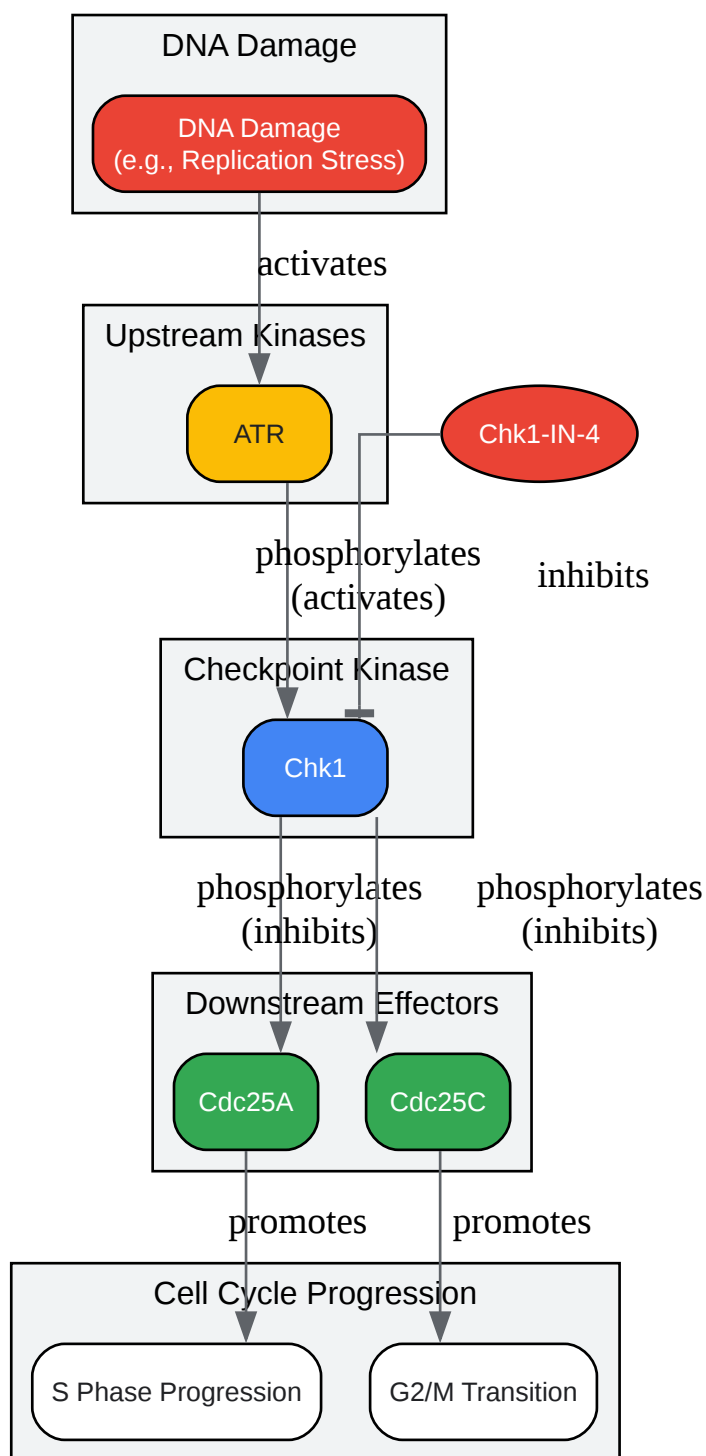 DNA Damage
DNA Damage
(e.g., Replication Stress)
activates
Upstream Kinases
ATR
Chk1-IN-4
phosphorylates
(activates)
inhibits
Checkpoint Kinase
Chk1
phosphorylates
(inhibits)
phosphorylates
(inhibits)
Downstream Effectors
Cdc25A
Cdc25C
promotes
promotes
Cell Cycle Progression
S Phase Progression
G2/M Transition